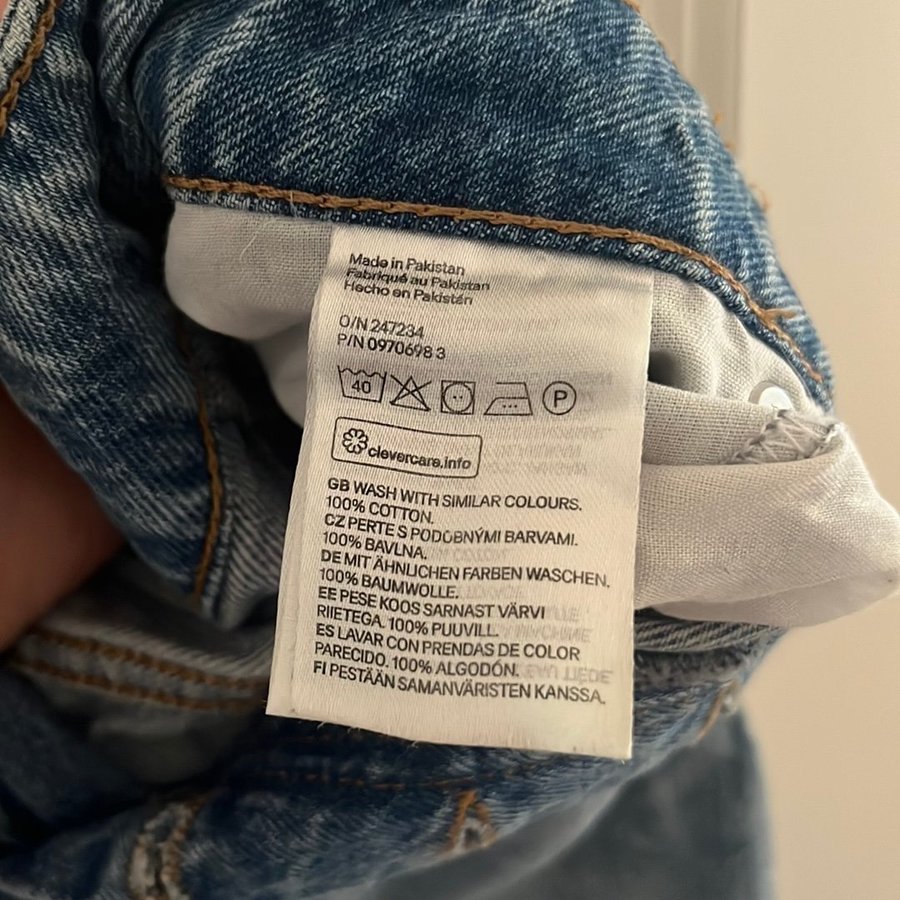 Made in Pakistan
Fabriqué au Pakistan
Hecho en Pakistán
O/N 247234
P/N 0970698 3
40 P
clevercare.info
GB WASH WITH SIMILAR COLOURS.
100% COTTON.
CZ PERTE S PODOBNÝMI BARVAMI.
100% BAVLNA.
DE MIT ÄHNLICHEN FARBEN WASCHEN.
100% BAUMWOLLE.
EE PESE KOOS SARNAST VÄRVI
RIIETEGA. 100% PUUVILL.
ES LAVAR CON PRENDAS DE COLOR
PARECIDO. 100% ALGODÓN.
FI PESTÄÄN SAMANVÄRISTEN KANSSA.